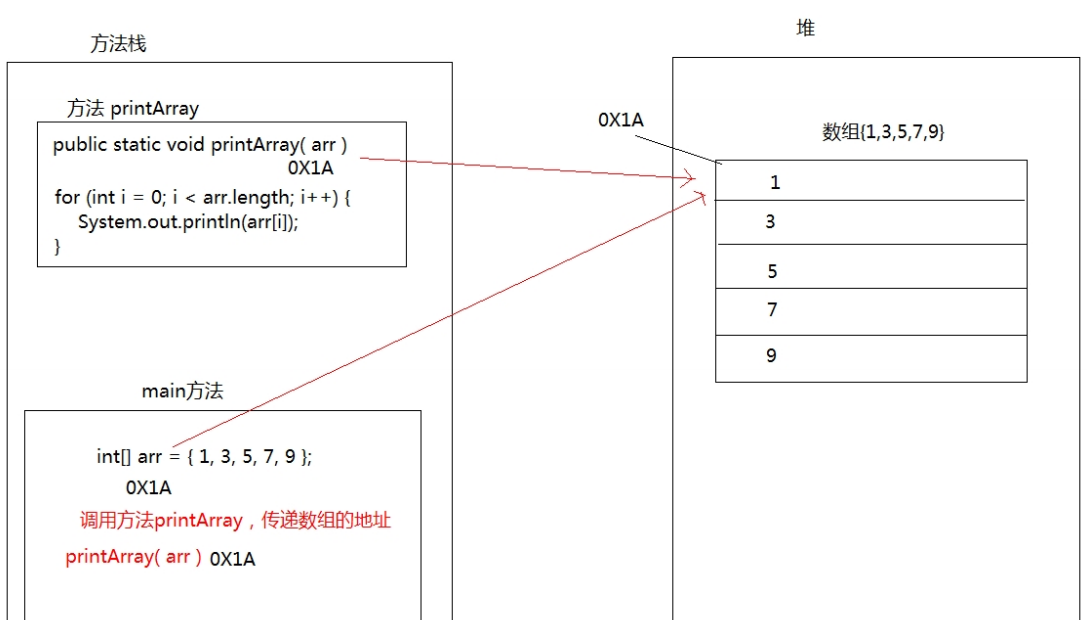 方法栈
方法 printArray
public static void printArray( arr )
0X1A
for (int i = 0; i < arr.length; i++) {
System.out.println(arr[i]);
}
main方法
int[] arr = { 1, 3, 5, 7, 9 };
0X1A
调用方法printArray，传递数组的地址
printArray( arr ) 0X1A
堆
0X1A
数组{1,3,5,7,9}
1
3
5
7
9